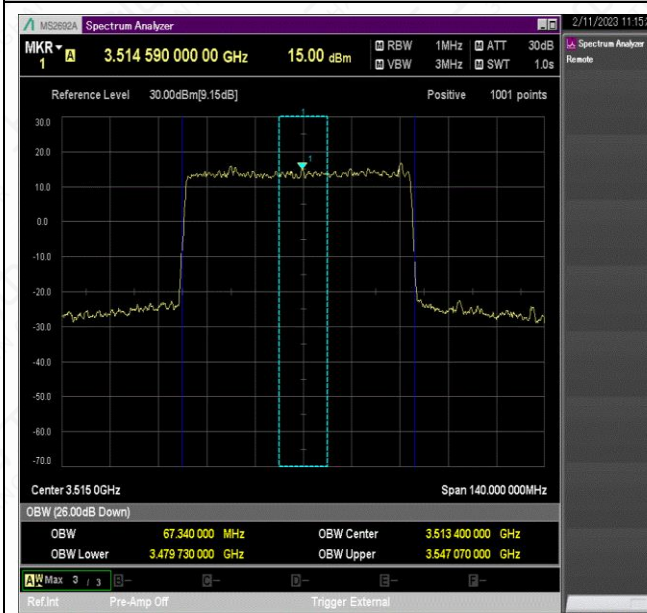 MS2692A Spectrum Analyzer
2/11/2023 11:15:
MKR 1 A 3.514 590 000 00 GHz 15.00 dBm M RBW 1MHz M ATT 30dB
M VBW 3MHz M SWT 1.0s
Spectrum Analyzer
Remote
Reference Level 30.00dBm[9.15dB] Positive 1001 points
1
30.0
20.0
1
10.0
0.0
-10.0
-20.0
-30.0
-40.0
-50.0
-60.0
-70.0
Center 3.515 0GHz Span 140.000 000MHz
OBW (26.00dB Down)
OBW 67.340 000 MHz OBW Center 3.513 400 000 GHz
OBW Lower 3.479 730 000 GHz OBW Upper 3.547 070 000 GHz
A W Max 3 / 3 B- C- D- E- F-
Ref.Int Pre-Amp Off Trigger External